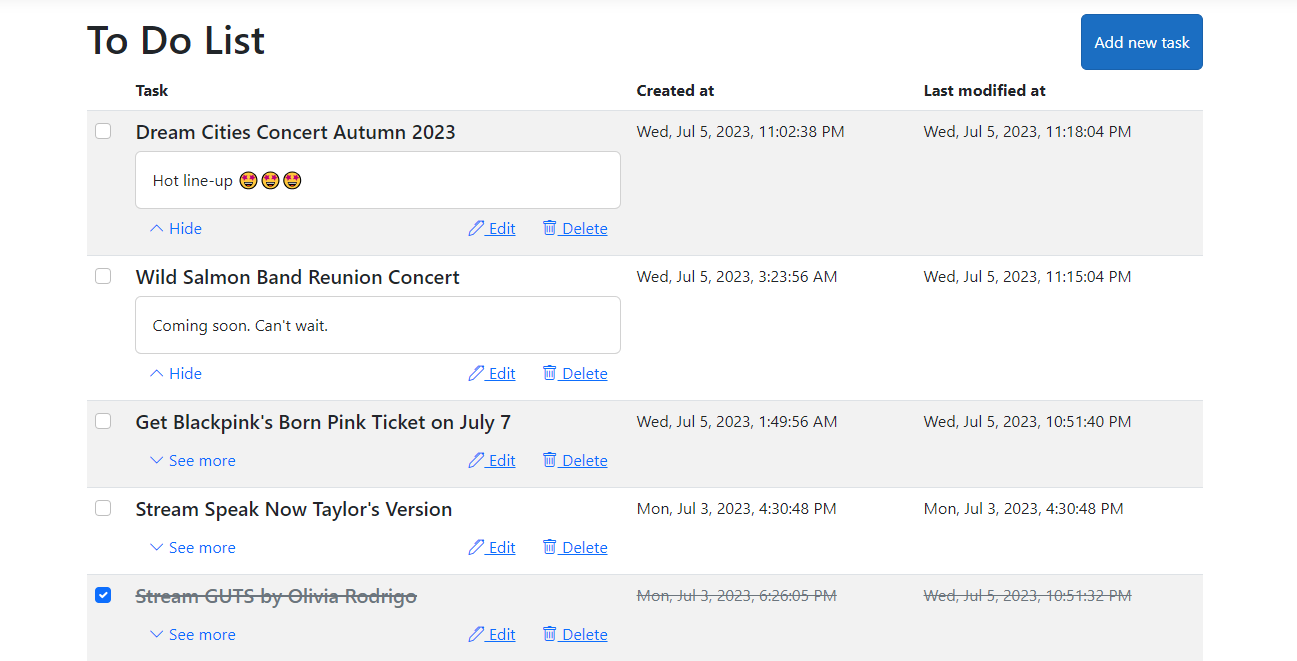 To Do List
Add new task
Task Created at Last modified at
Dream Cities Concert Autumn 2023 Wed, Jul 5, 2023, 11:02:38 PM Wed, Jul 5, 2023, 11:18:04 PM
Hot line-up 🤩🤩🤩
Hide Edit Delete
Wild Salmon Band Reunion Concert Wed, Jul 5, 2023, 3:23:56 AM Wed, Jul 5, 2023, 11:15:04 PM
Coming soon. Can't wait.
Hide Edit Delete
Get Blackpink's Born Pink Ticket on July 7 Wed, Jul 5, 2023, 1:49:56 AM Wed, Jul 5, 2023, 10:51:40 PM
See more Edit Delete
Stream Speak Now Taylor's Version Mon, Jul 3, 2023, 4:30:48 PM Mon, Jul 3, 2023, 4:30:48 PM
See more Edit Delete
Stream GUTS by Olivia Rodrigo Mon, Jul 3, 2023, 6:26:05 PM Wed, Jul 5, 2023, 10:51:32 PM
See more Edit Delete